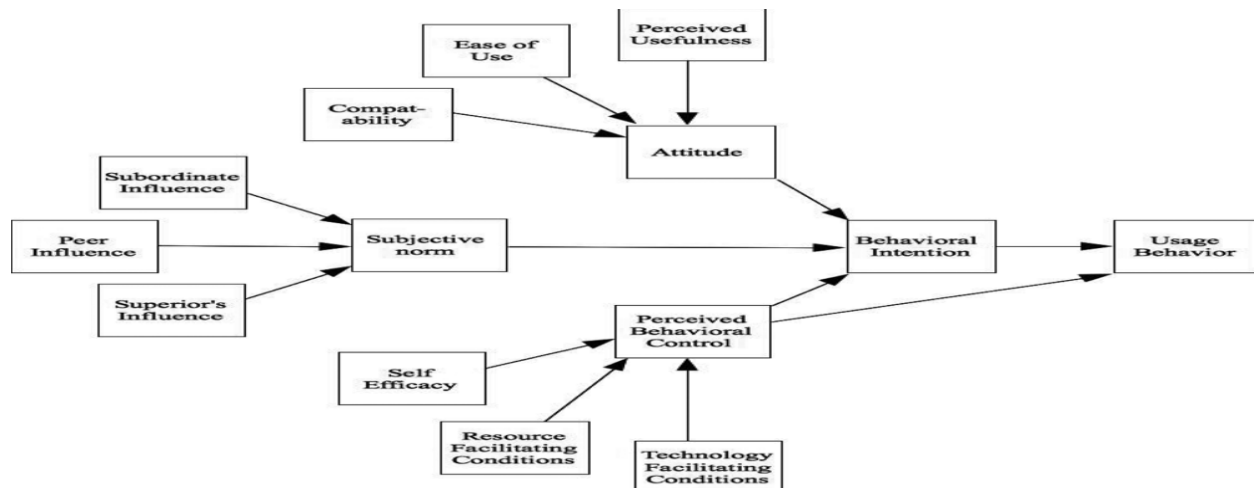 Perceived
Usefulness
Ease of
Use
Compat-
ability
Attitude
Subordinate
Influence
Peer
Influence
Subjective
norm
Behavioral
Intention
Usage
Behavior
Superior's
Influence
Perceived
Behavioral
Control
Self
Efficacy
Resource
Facilitating
Conditions
Technology
Facilitating
Conditions